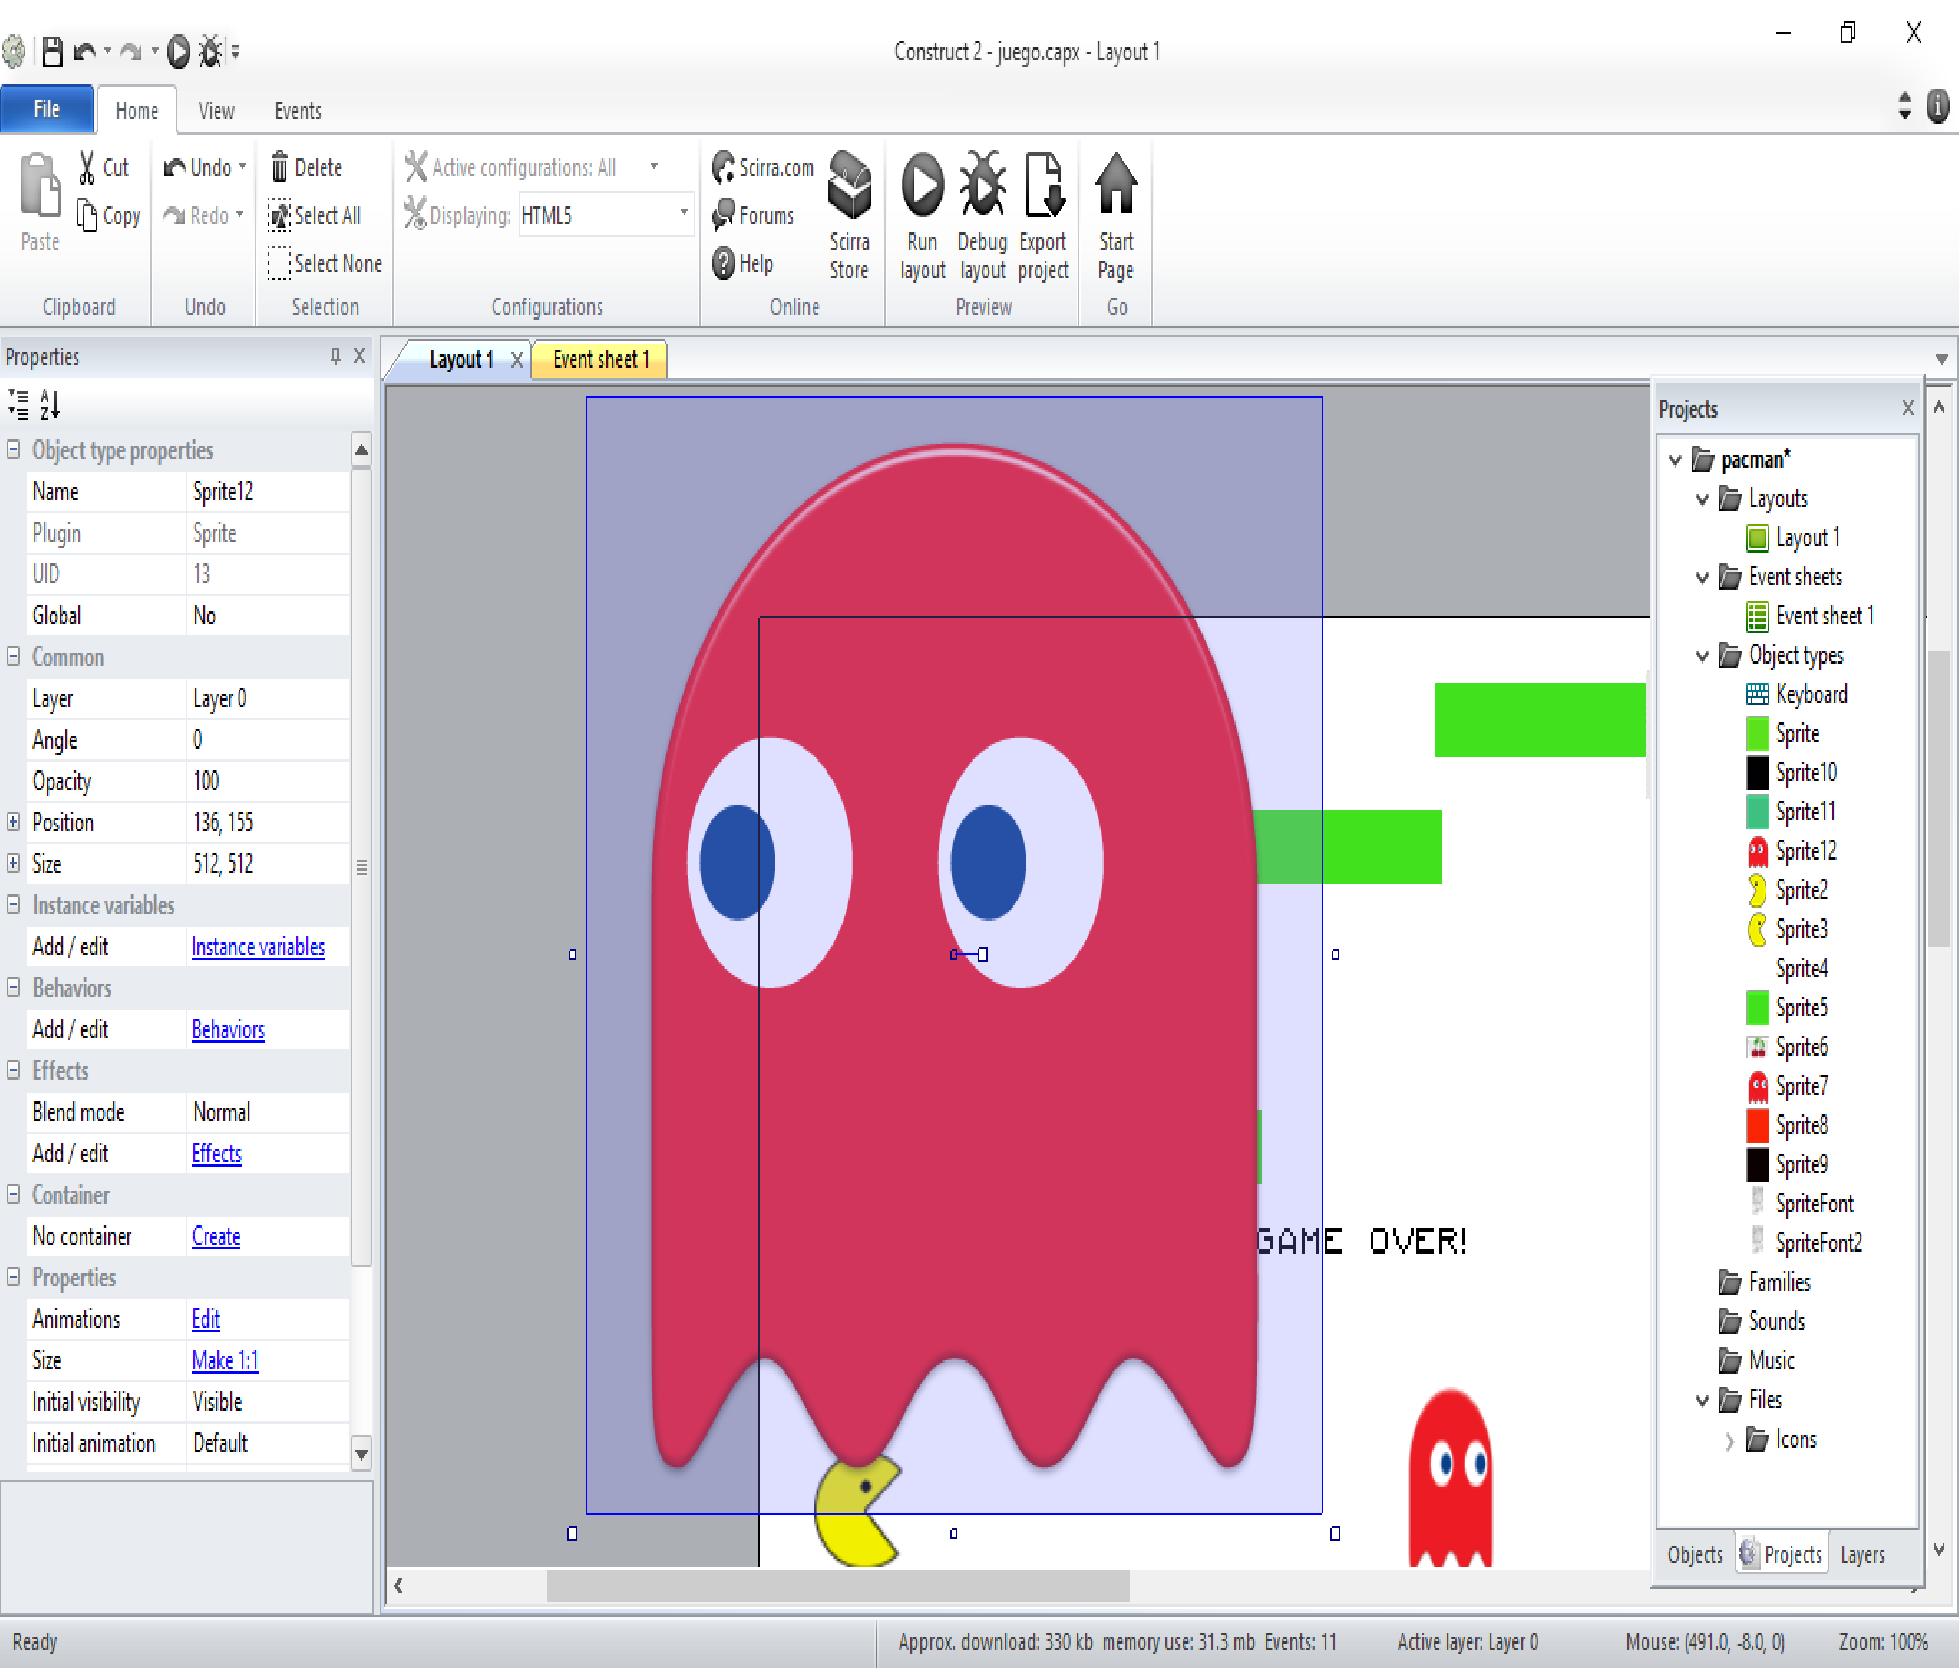 Construct 2 - juego.capx - Layout 1
File Home View Events
Paste
Cut
Copy
Clipboard
Undo
Redo
Undo
Delete
Select All
Select None
Selection
Active configurations: All
Displaying: HTML5
Configurations
Scirra.com
Forums
Help
Scirra
Store
Online
Run
layout
Debug
layout
Export
project
Preview
Start
Page
Go
Properties
Layout 1
Event sheet 1
Object type properties
Name Sprite12
Plugin Sprite
UID 13
Global No
Common
Layer Layer 0
Angle 0
Opacity 100
Position 136, 155
Size 512, 512
Instance variables
Add / edit Instance variables
Behaviors
Add / edit Behaviors
Effects
Blend mode Normal
Add / edit Effects
Container
No container Create
Properties
Animations Edit
Size Make 1:1
Initial visibility Visible
Initial animation Default
GAME OVER!
Projects
pacman*
Layouts
Layout 1
Event sheets
Event sheet 1
Object types
Keyboard
Sprite
Sprite10
Sprite11
Sprite12
Sprite2
Sprite3
Sprite4
Sprite5
Sprite6
Sprite7
Sprite8
Sprite9
SpriteFont
SpriteFont2
Families
Sounds
Music
Files
Icons
Objects Projects Layers
Ready
Approx. download: 330 kb memory use: 31.3 mb Events: 11
Active layer: Layer 0
Mouse: (491.0, -8.0, 0)
Zoom: 100%